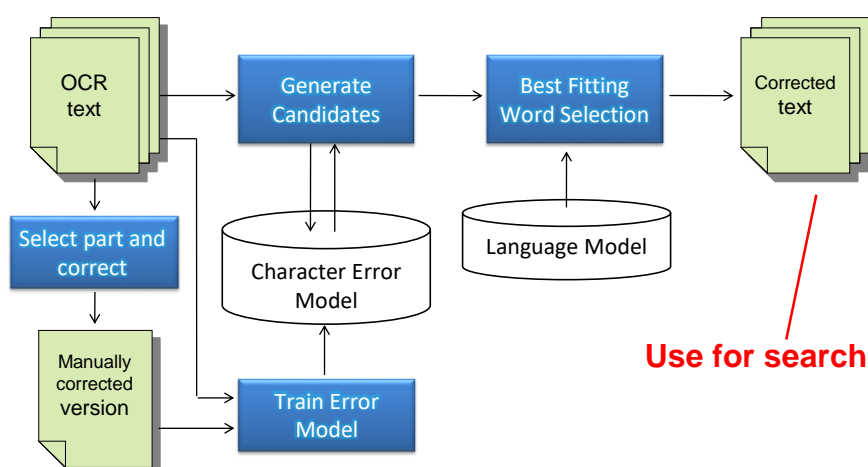 OCR
text
Generate
Candidates
Best Fitting
Word Selection
Corrected
text
Select part and
correct
Character Error
Model
Language Model
Manually
corrected
version
Train Error
Model
Use for search